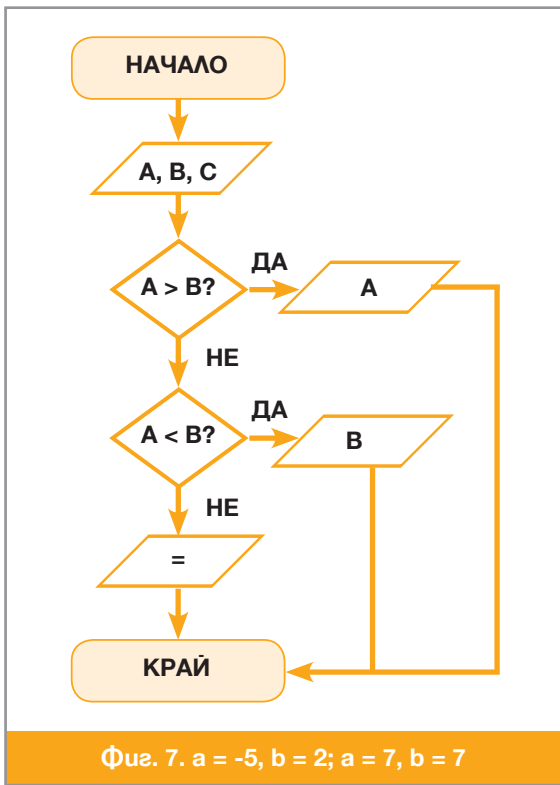 НАЧАЛО
A, B, C
A > B?
ДА
A
НЕ
A < B?
ДА
B
НЕ
=
КРАЙ
Фиг. 7. a = -5, b = 2; a = 7, b = 7